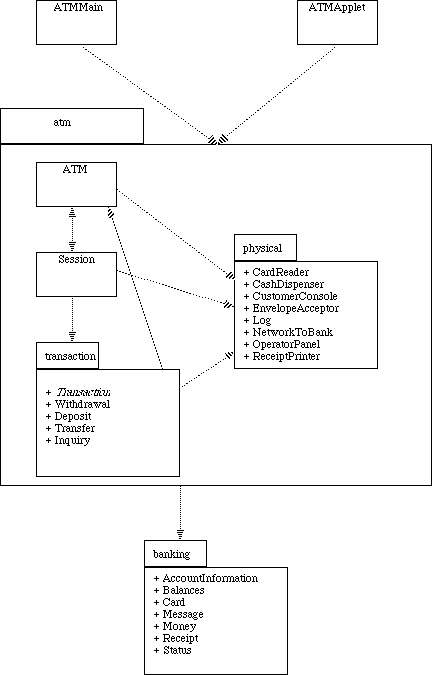 ATMMain
ATMApplet
atm
ATM
Session
physical
+ CardReader
+ CashDispenser
+ CustomerConsole
+ EnvelopeAcceptor
+ Log
+ NetworkToBank
+ OperatorPanel
+ ReceiptPrinter
transaction
+ Transaction
+ Withdrawal
+ Deposit
+ Transfer
+ Inquiry
banking
+ AccountInformation
+ Balances
+ Card
+ Message
+ Money
+ Receipt
+ Status